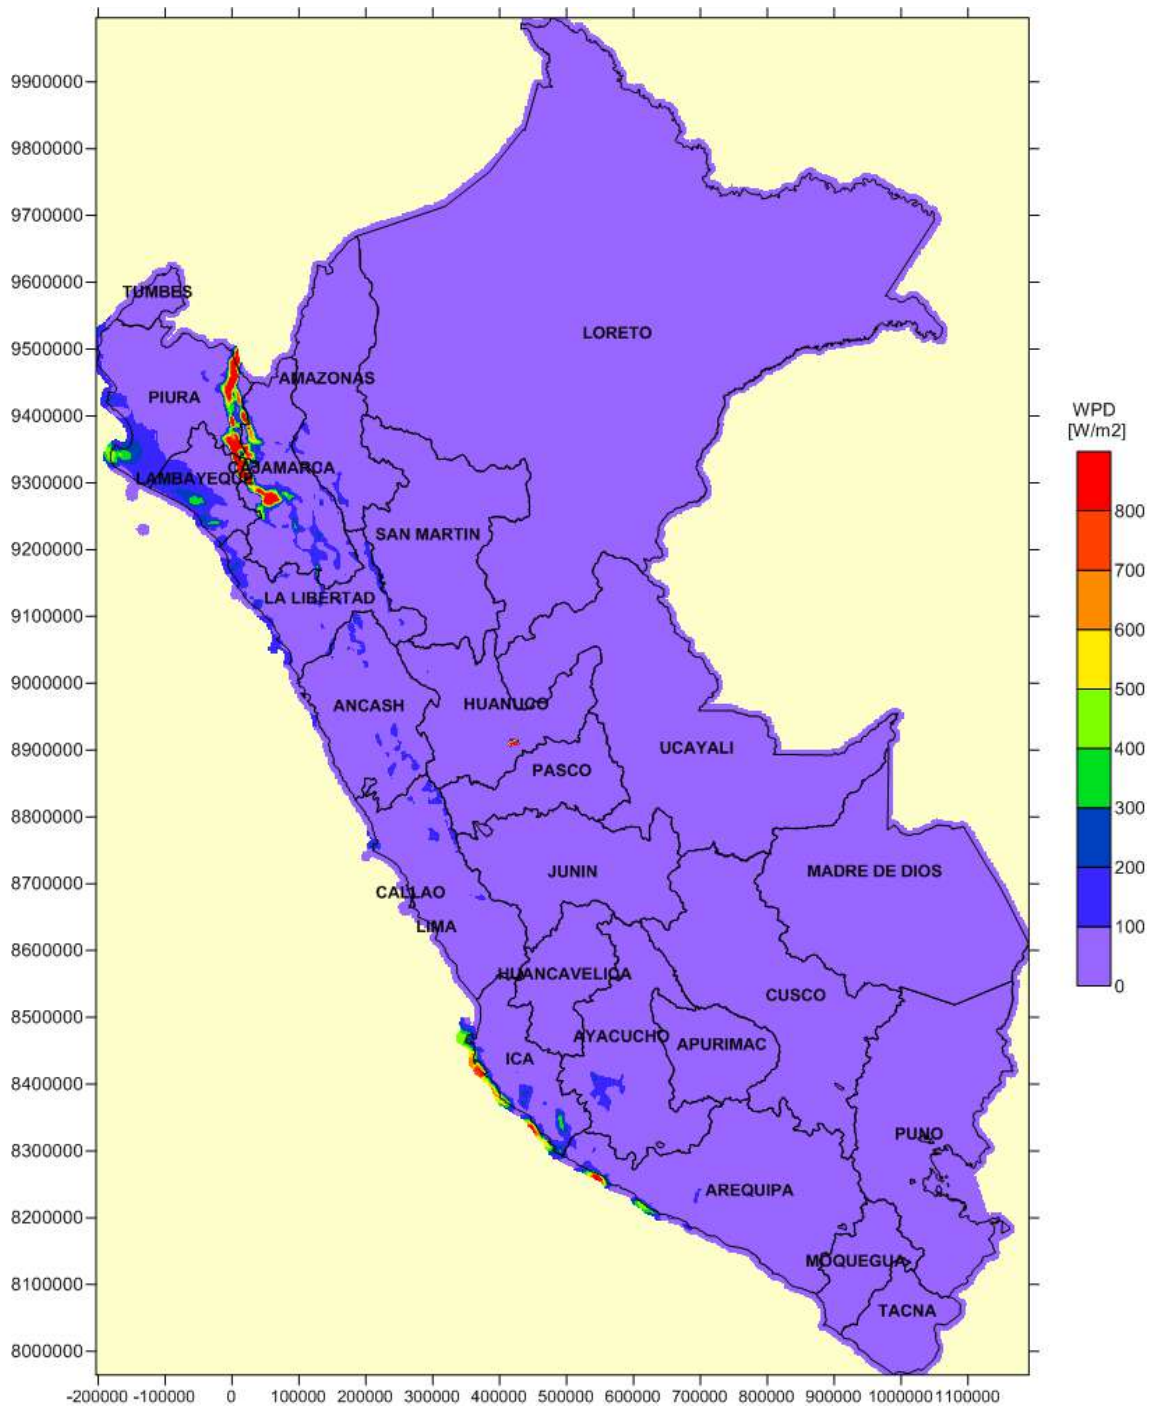 9900000
9800000
9700000
9600000
TUMBES
LORETO
9500000
AMAZONAS
PIURA
9400000
CAJAMARCA
9300000
LAMBAYEQUE
SAN MARTIN
9200000
LA LIBERTAD
9100000
9000000
ANCASH
HUANUCO
8900000
UCAYALI
PASCO
8800000
JUNIN
MADRE DE DIOS
8700000
CALLAO
LIMA
8600000
HUANCAVELICA
CUSCO
8500000
AYACUCHO
APURIMAC
ICA
8400000
8300000
PUNO
AREQUIPA
8200000
MOQUEGUA
8100000
TACNA
8000000
-200000 -100000 0 100000 200000 300000 400000 500000 600000 700000 800000 900000 1000000 1100000
WPD
[W/m2]
800
700
600
500
400
300
200
100
0